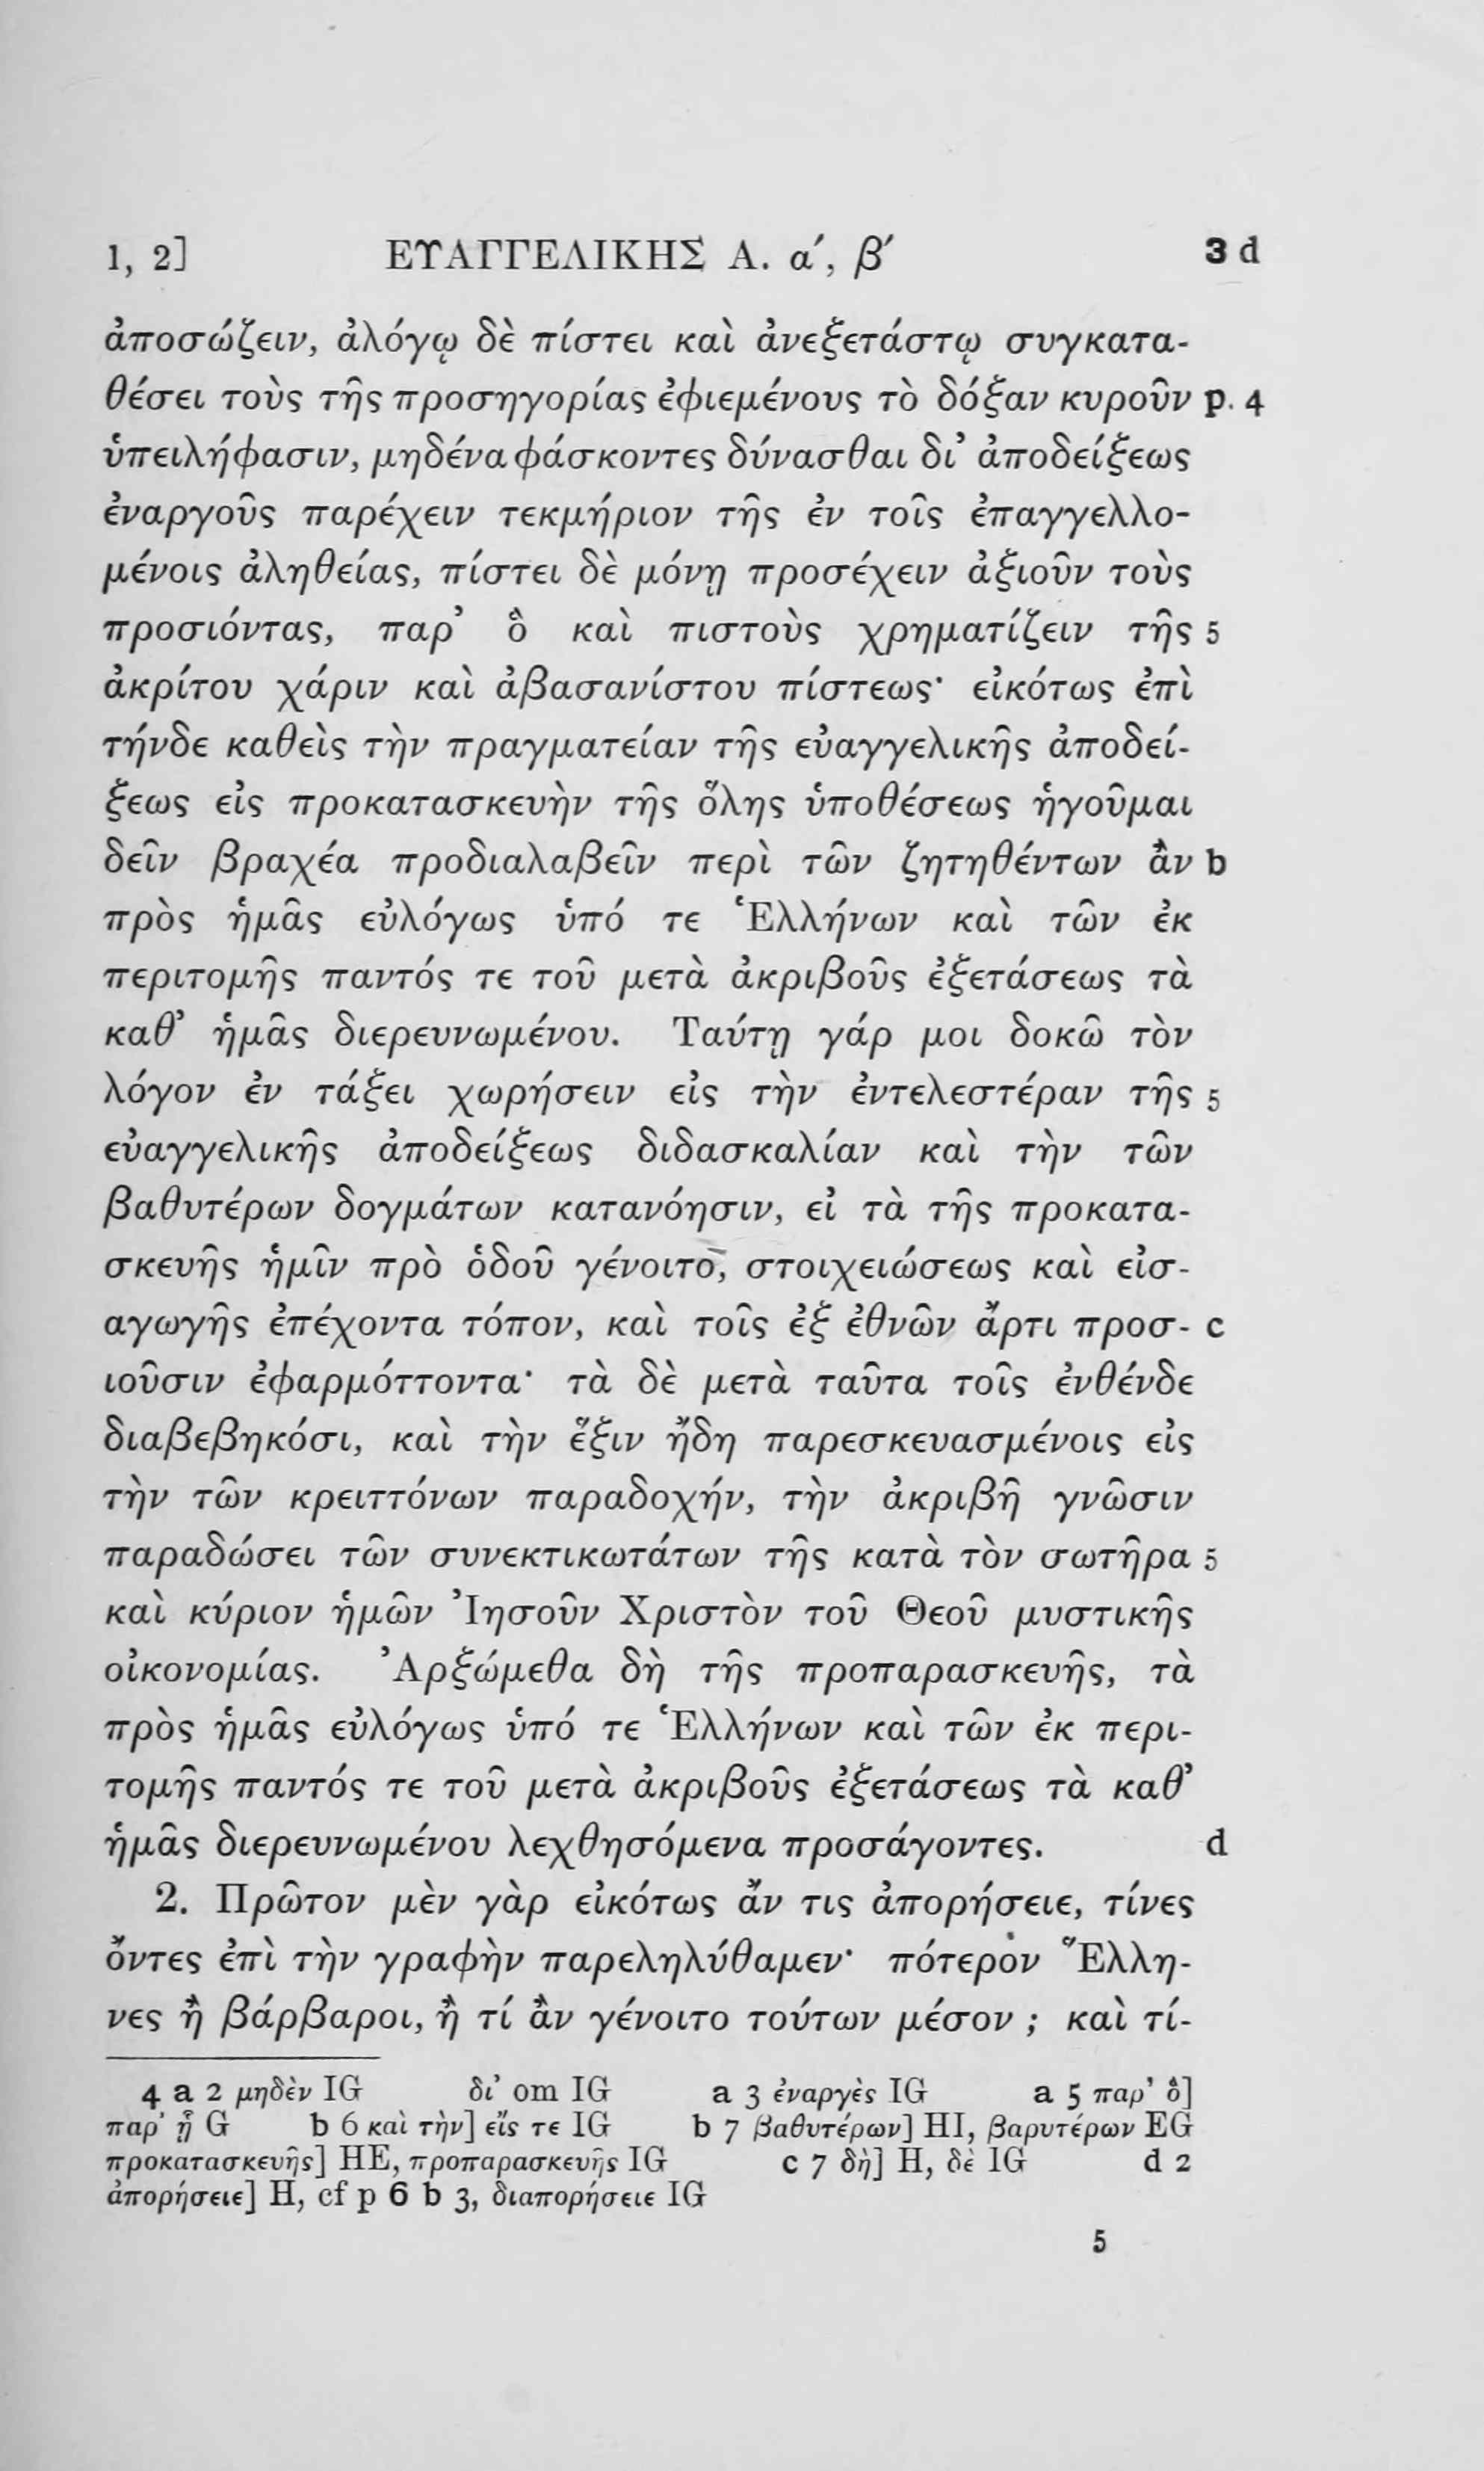 1, 2] ΕΥΑΓΓΕΛΙΚΗΣ Α. α΄, β΄ 3 d
ἀποσώζειν, ἀλόγῳ δὲ πίστει καὶ ἀνεξετάστῳ συγκατα-
θέσει τοὺς τῆς προσηγορίας ἐφιεμένους τὸ δόξαν κυροῦν p. 4
ὑπειλήφασιν, μηδένα φάσκοντες δύνασθαι δι᾽ ἀποδείξεως
ἐναργοῦς παρέχειν τεκμήριον τῆς ἐν τοῖς ἐπαγγελλο-
μένοις ἀληθείας, πίστει δὲ μόνῃ προσέχειν ἀξιοῦν τοὺς
προσιόντας, παρ᾽ ὃ καὶ πιστοὺς χρηματίζειν τῆς 5
ἀκρίτου χάριν καὶ ἀβασανίστου πίστεως· εἰκότως ἐπὶ
τήνδε καθεὶς τὴν πραγματείαν τῆς εὐαγγελικῆς ἀποδεί-
ξεως εἰς προκατασκευὴν τῆς ὅλης ὑποθέσεως ἡγοῦμαι
δεῖν βραχέα προδιαλαβεῖν περὶ τῶν ζητηθέντων ἂν b
πρὸς ἡμᾶς εὐλόγως ὑπό τε Ἑλλήνων καὶ τῶν ἐκ
περιτομῆς παντός τε τοῦ μετὰ ἀκριβοῦς ἐξετάσεως τὰ
καθ᾽ ἡμᾶς διερευνωμένου. Ταύτῃ γάρ μοι δοκῶ τὸν
λόγον ἐν τάξει χωρήσειν εἰς τὴν ἐντελεστέραν τῆς 5
εὐαγγελικῆς ἀποδείξεως διδασκαλίαν καὶ τὴν τῶν
βαθυτέρων δογμάτων κατανόησιν, εἰ τὰ τῆς προκατα-
σκευῆς ἡμῖν πρὸ ὁδοῦ γένοιτο, στοιχειώσεως καὶ εἰσ-
αγωγῆς ἐπέχοντα τόπον, καὶ τοῖς ἐξ ἐθνῶν ἄρτι προσ- c
ιοῦσιν ἐφαρμόττοντα· τὰ δὲ μετὰ ταῦτα τοῖς ἐνθένδε
διαβεβηκόσι, καὶ τὴν ἕξιν ἤδη παρεσκευασμένοις εἰς
τὴν τῶν κρειττόνων παραδοχήν, τὴν ἀκριβῆ γνῶσιν
παραδώσει τῶν συνεκτικωτάτων τῆς κατὰ τὸν σωτῆρα 5
καὶ κύριον ἡμῶν Ἰησοῦν Χριστὸν τοῦ Θεοῦ μυστικῆς
οἰκονομίας. Ἀρξώμεθα δὴ τῆς προπαρασκευῆς, τὰ
πρὸς ἡμᾶς εὐλόγως ὑπό τε Ἑλλήνων καὶ τῶν ἐκ περι-
τομῆς παντός τε τοῦ μετὰ ἀκριβοῦς ἐξετάσεως τὰ καθ᾽
ἡμᾶς διερευνωμένου λεχθησόμενα προσάγοντες. d
2. Πρῶτον μὲν γὰρ εἰκότως ἄν τις ἀπορήσειε, τίνες
ὄντες ἐπὶ τὴν γραφὴν παρεληλύθαμεν· πότερον Ἕλλη-
νες ἢ βάρβαροι, ἢ τί ἂν γένοιτο τούτων μέσον ; καὶ τί-
4 a 2 μηδὲν IG δι᾽ om IG a 3 ἐναργὲς IG a 5 παρ᾽ ὃ]
παρ᾽ ᾗ G b 6 καὶ τὴν] εἴς τε IG b 7 βαθυτέρων] HI, βαρυτέρων EG
προκατασκευῆς] HE, προπαρασκευῆς IG c 7 δὴ] H, δὲ IG d 2
ἀπορήσειε] H, cf p 6 b 3, διαπορήσειε IG
5